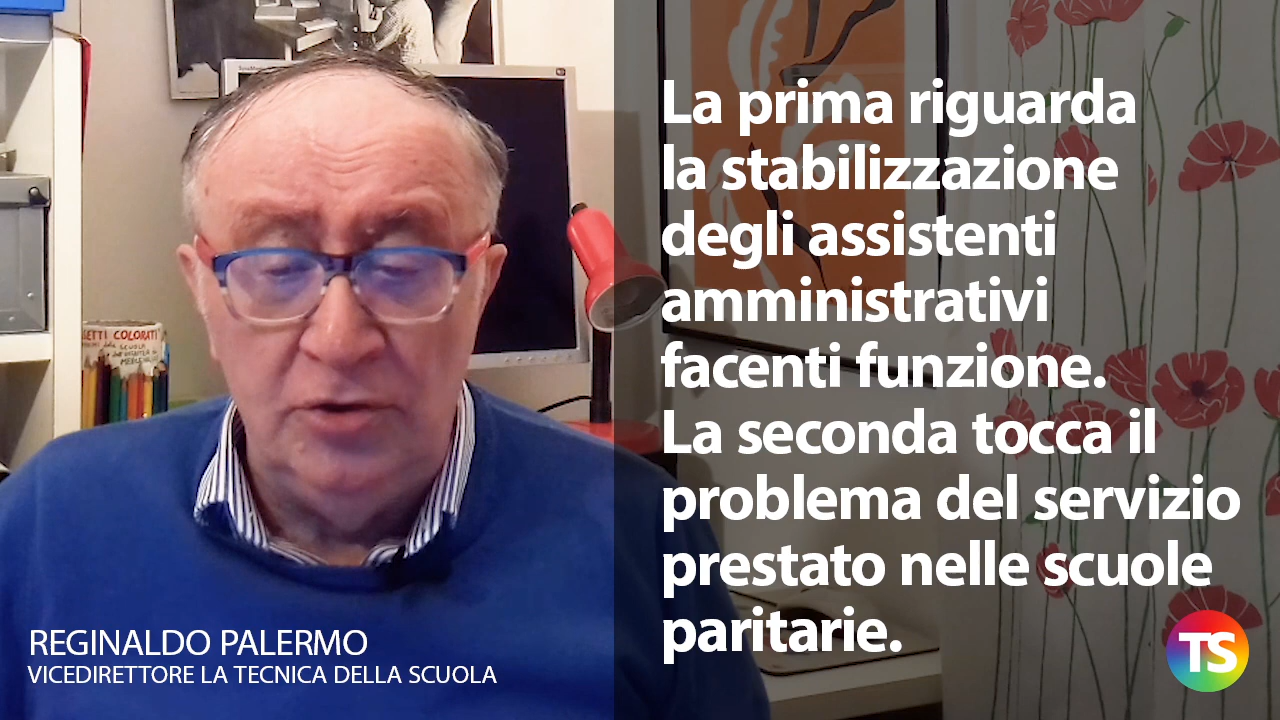 La prima riguarda
la stabilizzazione
degli assistenti
amministrativi
facenti funzione.
La seconda tocca il
problema del servizio
prestato nelle scuole
paritarie.
REGINALDO PALERMO
VICEDIRETTORE LA TECNICA DELLA SCUOLA
TS
COLORATI